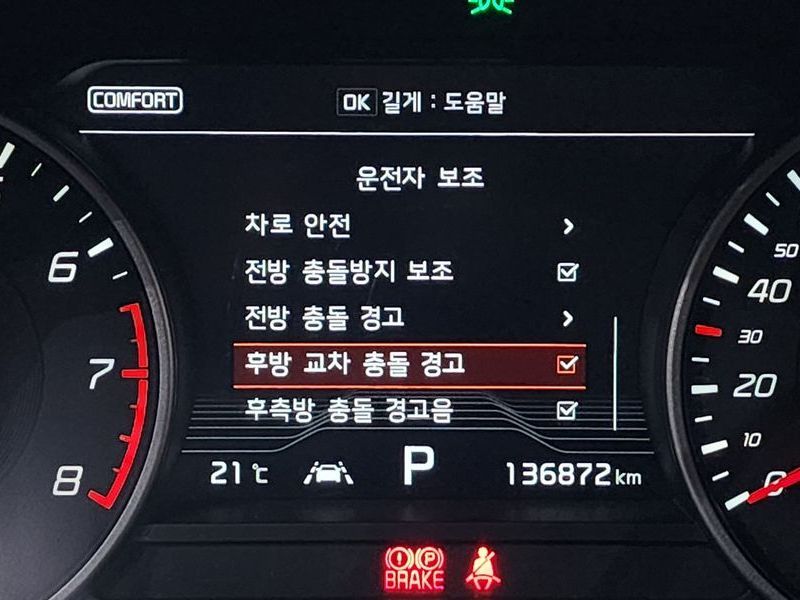 COMFORT OK 길게 : 도움말
운전자 보조
차로 안전
전방 충돌방지 보조
전방 충돌 경고
후방 교차 충돌 경고
후측방 충돌 경고음
6
7
8
50
40
30
20
10
0
21℃ P 136872 km
(!) (P)
BRAKE